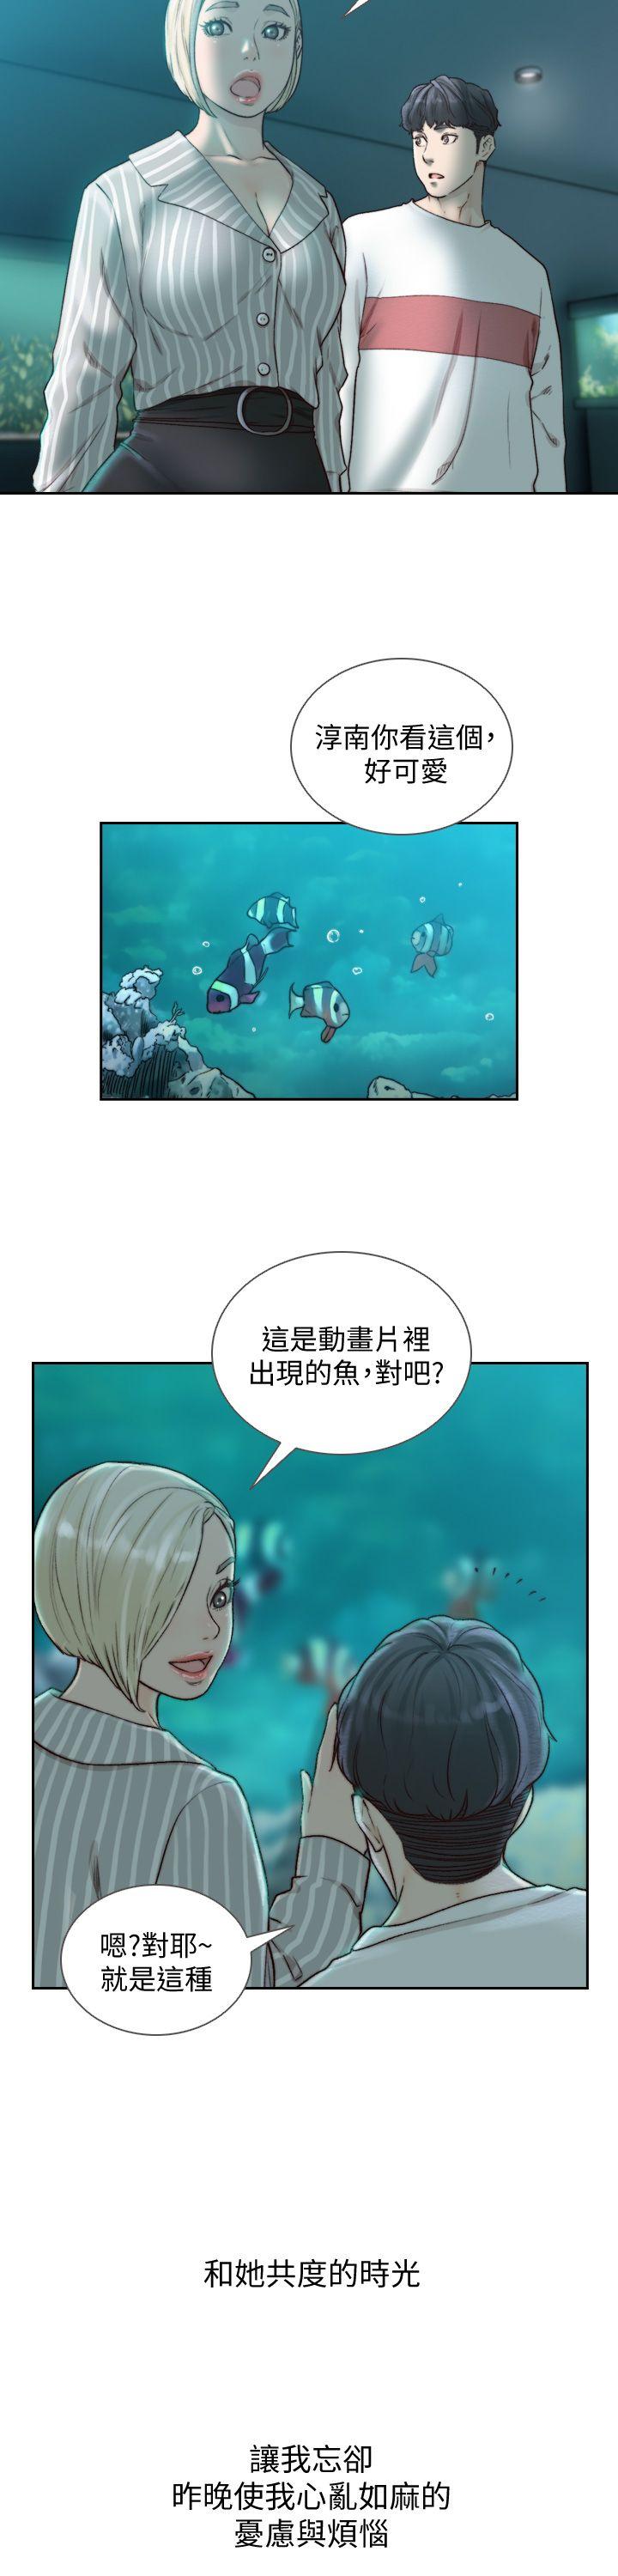 淳南你看這個，
好可愛
這是動畫片裡
出現的魚，對吧?
嗯?對耶~
就是這種
和她共度的時光
讓我忘卻
昨晚使我心亂如麻的
憂慮與煩惱